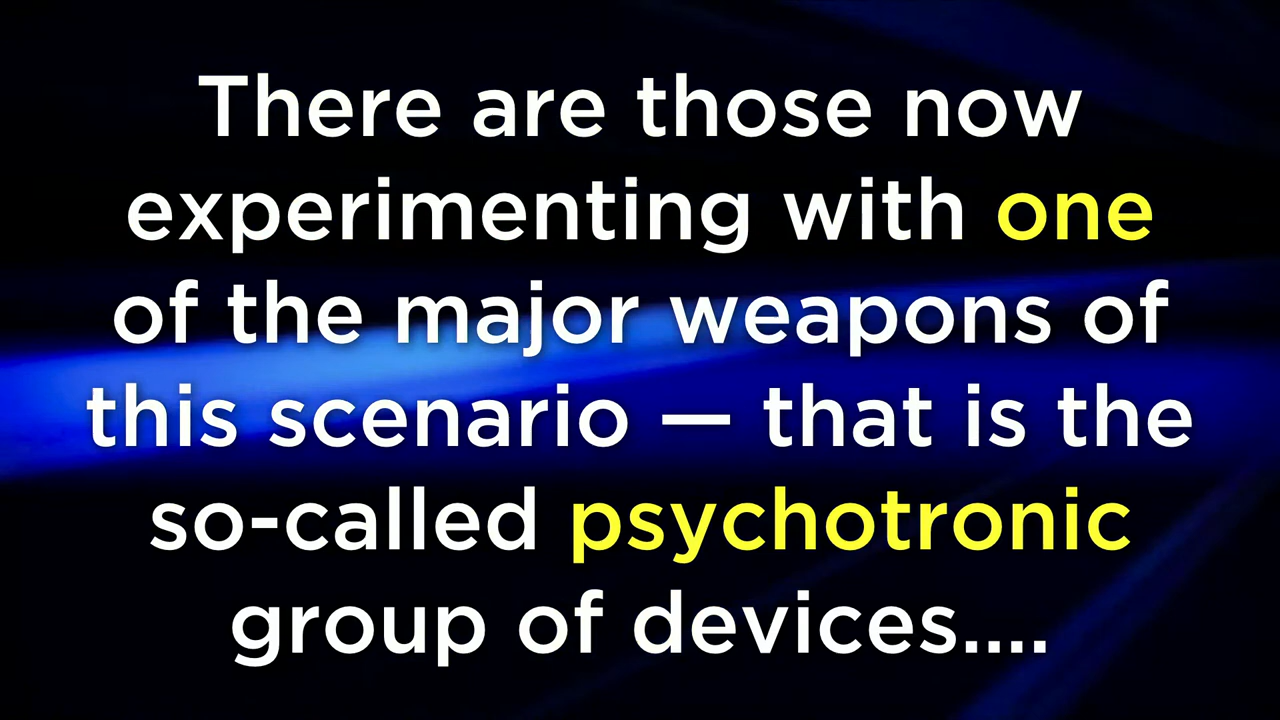 There are those now
experimenting with one
of the major weapons of
this scenario — that is the
so-called psychotronic
group of devices....